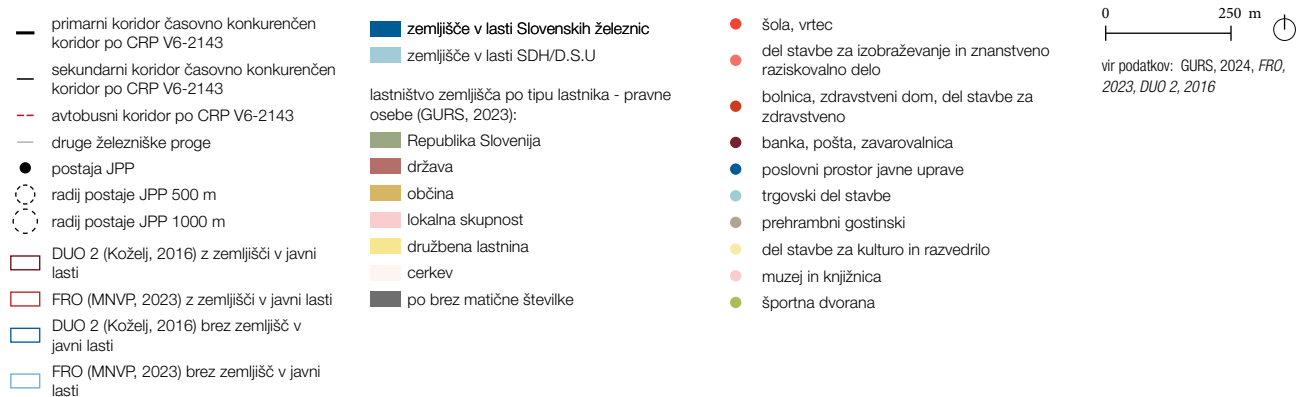 primarni koridor časovno konkurenčen
koridor po CRP V6-2143
sekundarni koridor časovno konkurenčen
koridor po CRP V6-2143
avtobusni koridor po CRP V6-2143
druge železniške proge
postaja JPP
radij postaje JPP 500 m
radij postaje JPP 1000 m
DUO 2 (Koželj, 2016) z zemljišči v javni
lasti
FRO (MNVP, 2023) z zemljišči v javni lasti
DUO 2 (Koželj, 2016) brez zemljišč v
javni lasti
FRO (MNVP, 2023) brez zemljišč v javni
lasti
zemljišče v lasti Slovenskih železnic
zemljišče v lasti SDH/D.S.U
lastništvo zemljišča po tipu lastnika - pravne
osebe (GURS, 2023):
Republika Slovenija
država
občina
lokalna skupnost
družbena lastnina
cerkev
po brez matične številke
šola, vrtec
del stavbe za izobraževanje in znanstveno
raziskovalno delo
bolnica, zdravstveni dom, del stavbe za
zdravstveno
banka, pošta, zavarovalnica
poslovni prostor javne uprave
trgovski del stavbe
prehrambni gostinski
del stavbe za kulturo in razvedrilo
muzej in knjižnica
športna dvorana
0 250 m
vir podatkov: GURS, 2024, FRO,
2023, DUO 2, 2016